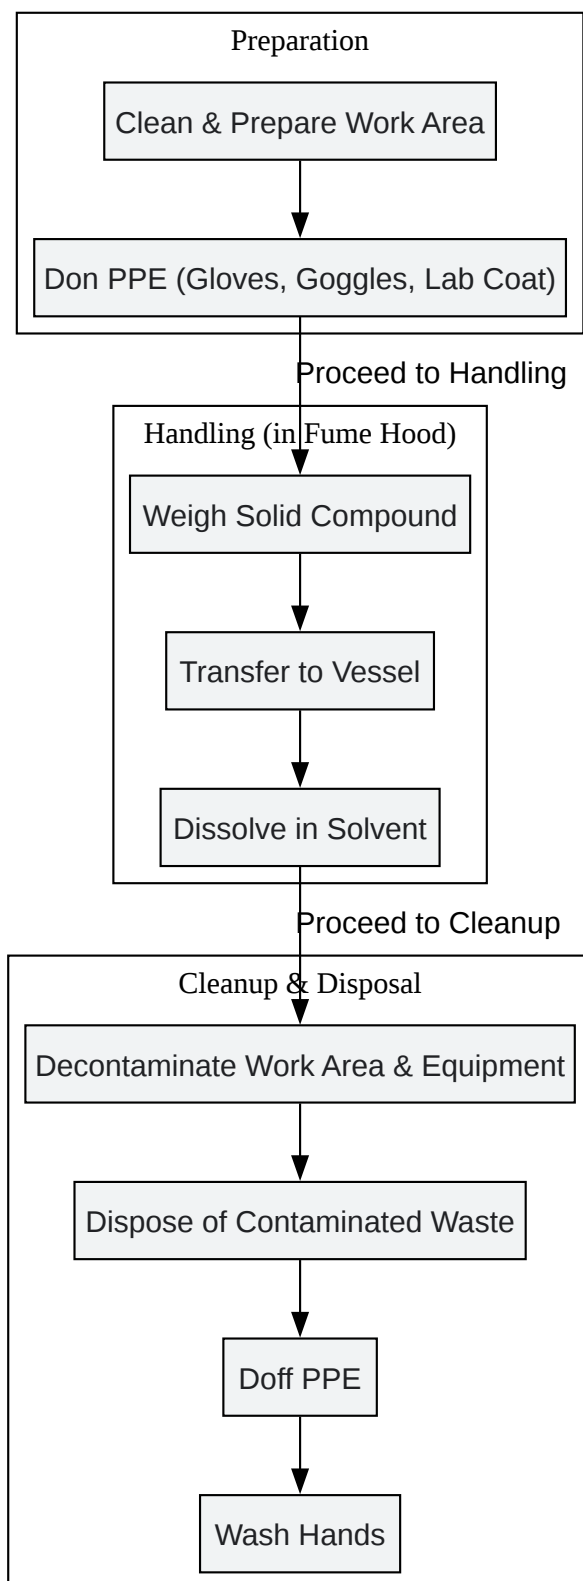 Preparation
Clean & Prepare Work Area
Don PPE (Gloves, Goggles, Lab Coat)
Proceed to Handling
Handling (in Fume Hood)
Weigh Solid Compound
Transfer to Vessel
Dissolve in Solvent
Proceed to Cleanup
Cleanup & Disposal
Decontaminate Work Area & Equipment
Dispose of Contaminated Waste
Doff PPE
Wash Hands